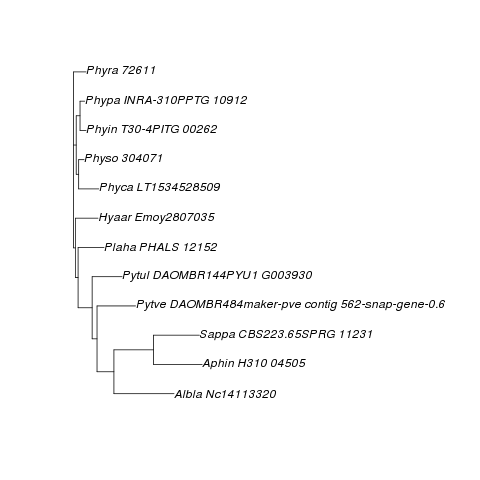 Phyra 72611
Phypa INRA-310PPTG 10912
Phyin T30-4PITG 00262
Physo 304071
Phyca LT1534528509
Hyaar Emoy2807035
Plaha PHALS 12152
Pytul DAOMBR144PYU1 G003930
Pytve DAOMBR484maker-pve contig 562-snap-gene-0.6
Sappa CBS223.65SPRG 11231
Aphin H310 04505
Albla Nc14113320